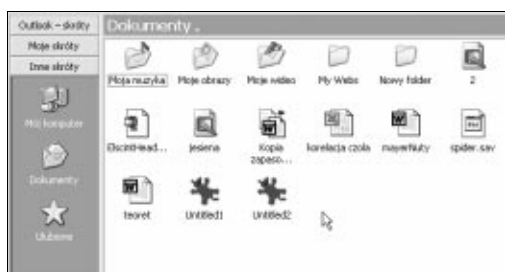 Outlook - skróty
Moje skróty
Inne skróty
Mój komputer
Dokumenty
Ulubione
Dokumenty
Moja muzyka
Moje obrazy
Moje wideo
My Webs
Nowy folder
2
ElscintHead...
jesiena
Kopia
zapaso...
korelacja czola
mayerNuty
spider.sav
teoret
Untitled1
Untitled2